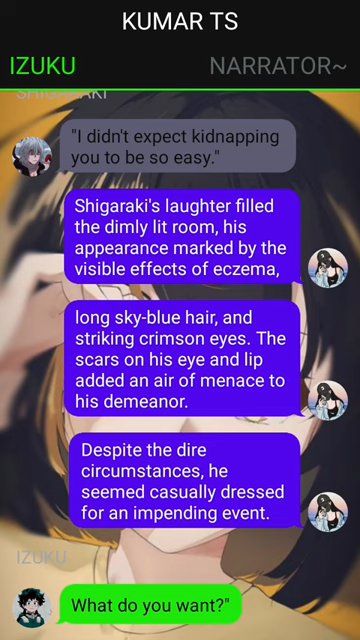 KUMAR TS
IZUKU
NARRATOR~
SHIGARAKI
"I didn't expect kidnapping
you to be so easy."
Shigaraki's laughter filled
the dimly lit room, his
appearance marked by the
visible effects of eczema,
long sky-blue hair, and
striking crimson eyes. The
scars on his eye and lip
added an air of menace to
his demeanor.
Despite the dire
circumstances, he
seemed casually dressed
for an impending event.
IZUKU
What do you want?"